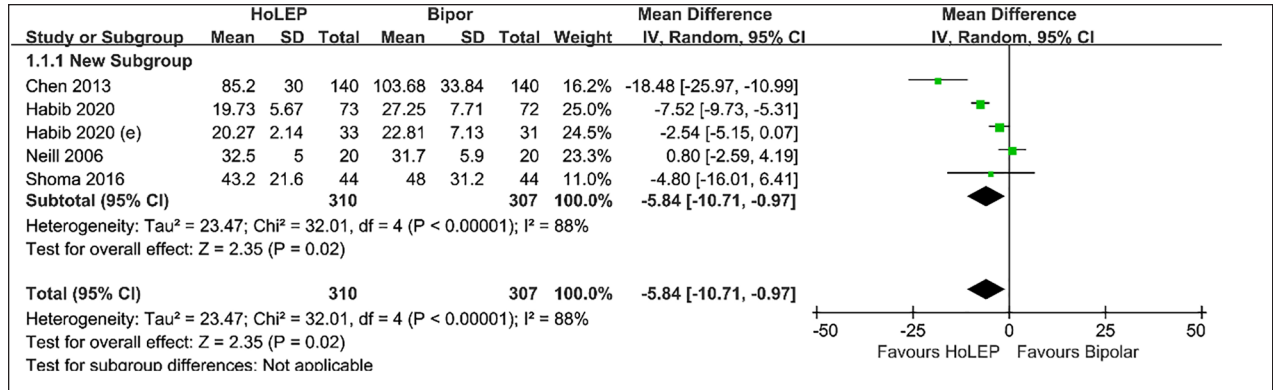 HoLEP Bipor Mean Difference Mean Difference
Study or Subgroup Mean SD Total Mean SD Total Weight IV, Random, 95% CI IV, Random, 95% CI
1.1.1 New Subgroup
Chen 2013 85.2 30 140 103.68 33.84 140 16.2% -18.48 [-25.97, -10.99]
Habib 2020 19.73 5.67 73 27.25 7.71 72 25.0% -7.52 [-9.73, -5.31]
Habib 2020 (e) 20.27 2.14 33 22.81 7.13 31 24.5% -2.54 [-5.15, 0.07]
Neill 2006 32.5 5 20 31.7 5.9 20 23.3% 0.80 [-2.59, 4.19]
Shoma 2016 43.2 21.6 44 48 31.2 44 11.0% -4.80 [-16.01, 6.41]
Subtotal (95% CI) 310 307 100.0% -5.84 [-10.71, -0.97]
Heterogeneity: Tau² = 23.47; Chi² = 32.01, df = 4 (P < 0.00001); I² = 88%
Test for overall effect: Z = 2.35 (P = 0.02)
Total (95% CI) 310 307 100.0% -5.84 [-10.71, -0.97]
Heterogeneity: Tau² = 23.47; Chi² = 32.01, df = 4 (P < 0.00001); I² = 88%
Test for overall effect: Z = 2.35 (P = 0.02)
Test for subgroup differences: Not applicable
-50 -25 0 25 50
Favours HoLEP Favours Bipolar